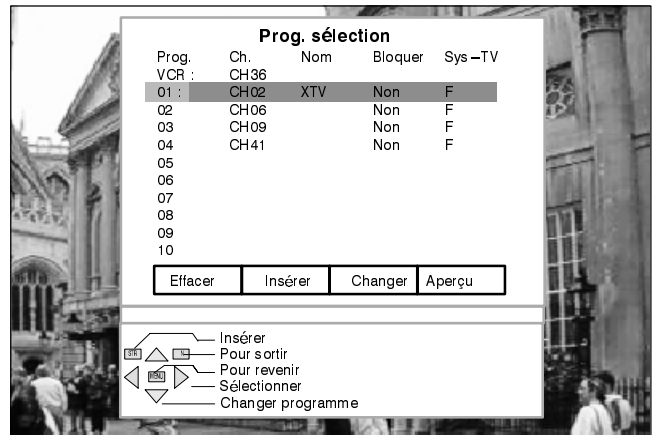 Prog. sélection
Prog. Ch. Nom Bloquer Sys–TV
VCR : CH36
01 : CH02 XTV Non F
02 CH06 Non F
03 CH09 Non F
04 CH41 Non F
05
06
07
08
09
10
Effacer Insérer Changer Aperçu
Insérer
STR N Pour sortir
MENU Pour revenir
Sélectionner
Changer programme